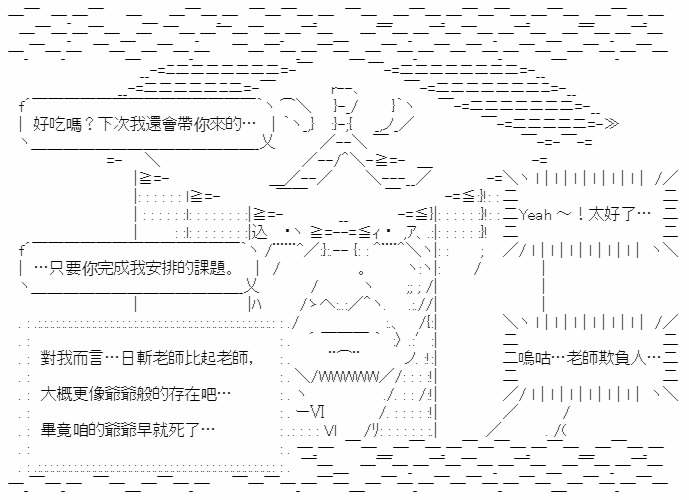 好吃嗎？下次我還會帶你來的…
Yeah～！太好了…
…只要你完成我安排的課題。
嗚咕…老師欺負人…
對我而言…日斬老師比起老師，
大概更像爺爺般的存在吧…
畢竟咱的爺爺早就死了…